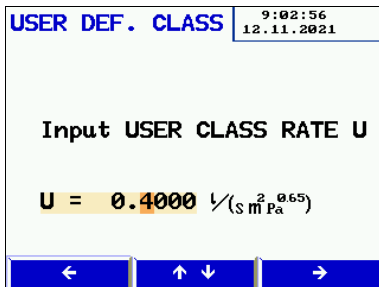 USER DEF. CLASS
9:02:56
12.11.2021
Input USER CLASS RATE U
U = 0.4000 l/(s m² Pa⁰·⁶⁵)
← ↑ ↓ →